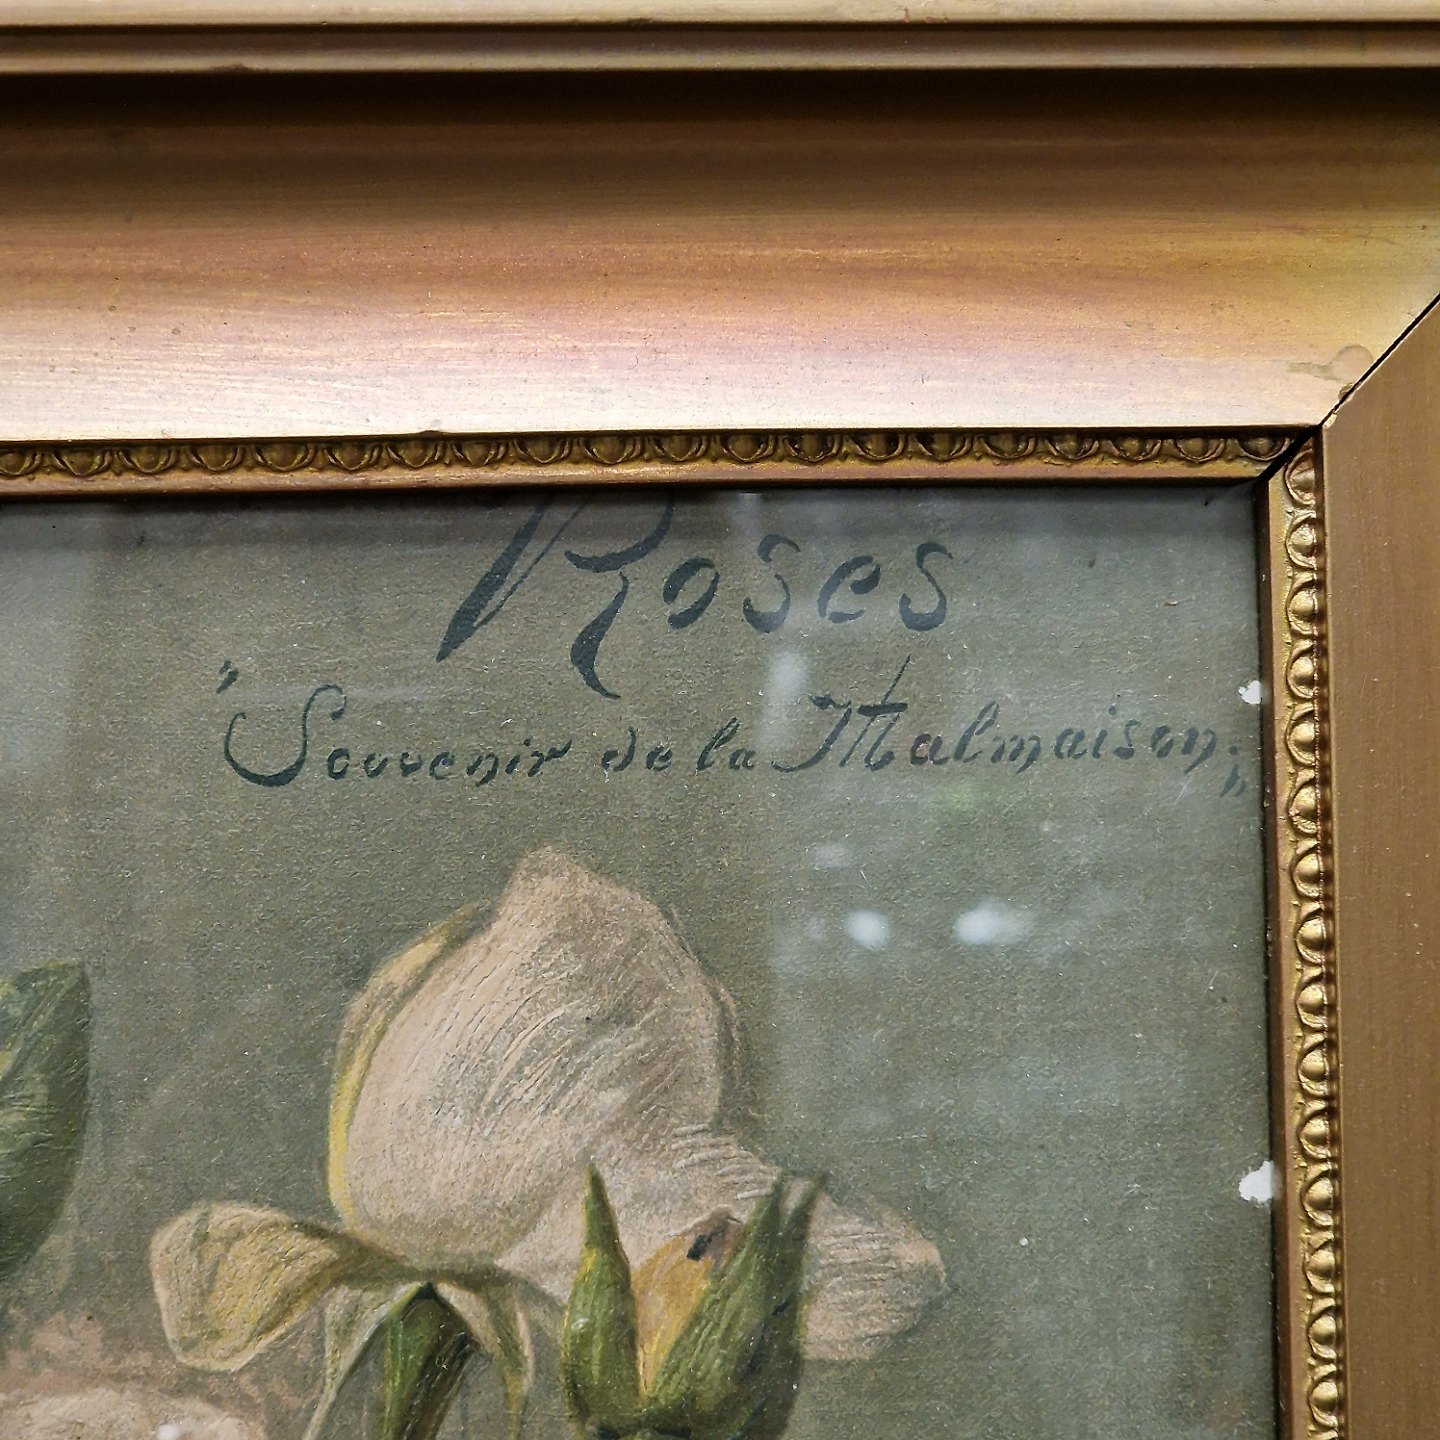 Roses
"Souvenir de la Malmaison„